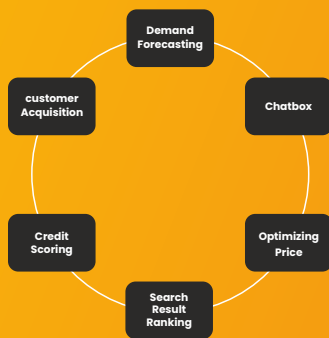 Demand
Forecasting
customer
Acquisition
Chatbox
Credit
Scoring
Optimizing
Price
Search
Result
Ranking